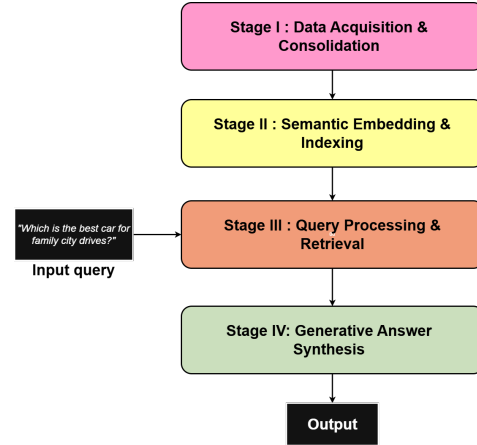 Stage I : Data Acquisition &
Consolidation
Stage II : Semantic Embedding &
Indexing
"Which is the best car for
family city drives?"
Input query
Stage III : Query Processing &
Retrieval
Stage IV: Generative Answer
Synthesis
Output